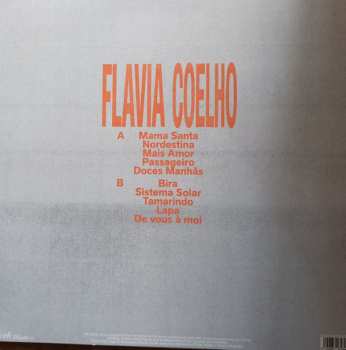 FLAVIA COELHO
A Mama Santa
Nordestina
Mais Amor
Passageiro
Doces Manhãs
B Bira
Sistema Solar
Tamarindo
Lapa
De vous à moi